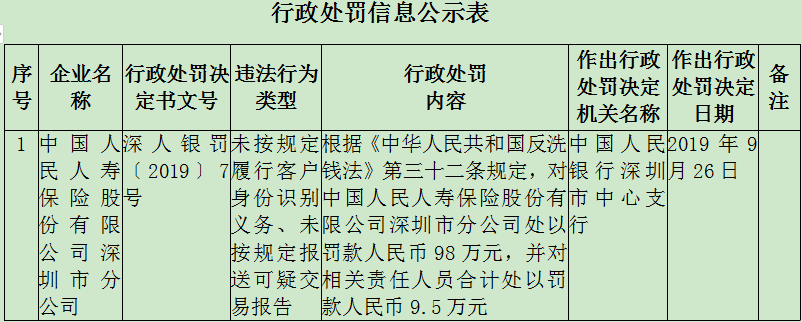 行政处罚信息公示表
序号
企业名称
行政处罚决定书文号
违法行为类型
行政处罚
内容
作出行政处罚决定机关名称
作出行政处罚决定日期
备注
1
中国人
民人寿
保险股
份有限
公司深
圳市分
公司
深人银罚
〔2019〕7
号
未按规定
履行客户
身份识别
义务、未
按规定报
送可疑交
易报告
根据《中华人民共和国反洗
钱法》第三十二条规定，对
中国人民人寿保险股份有
限公司深圳市分公司处以
罚款人民币 98 万元，并对
相关责任人员合计处以罚
款人民币 9.5 万元
中国人民
银行深圳
市中心支
行
2019 年 9
月 26 日